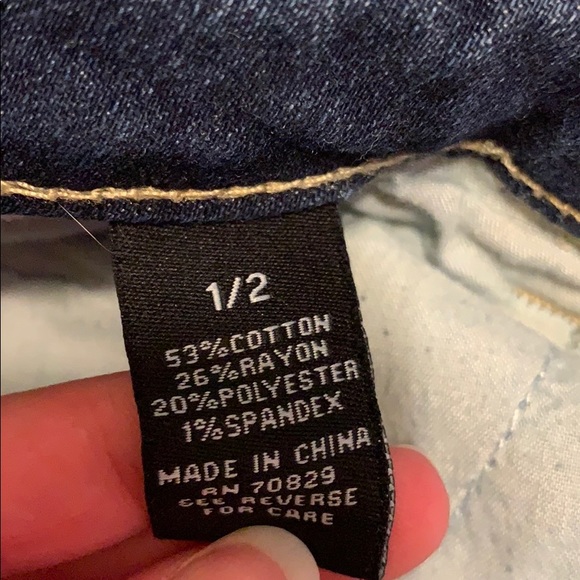 1/2
53%COTTON
26%RAYON
20%POLYESTER
1%SPANDEX
MADE IN CHINA
RN 70829
SEE REVERSE
FOR CARE